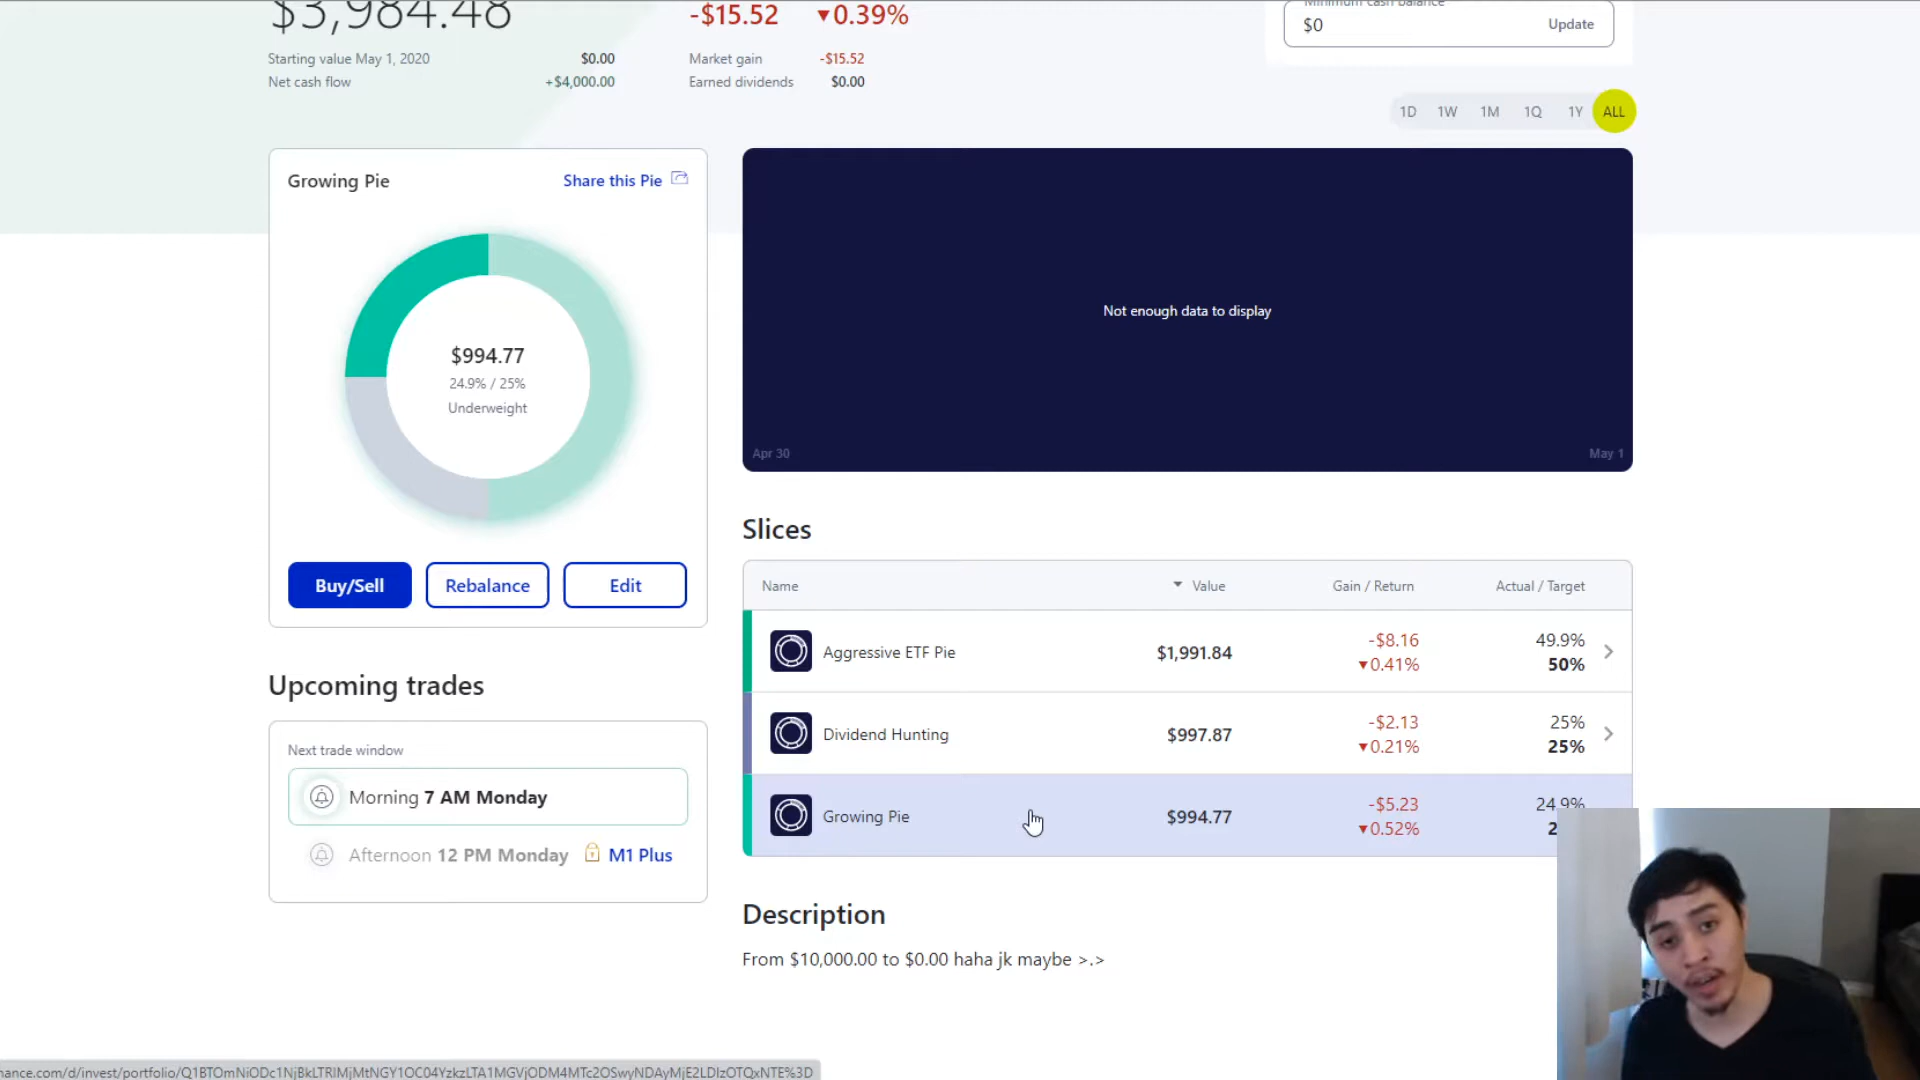 $3,984.48
-$15.52 ▼0.39%
Minimum cash balance
$0 Update
Starting value May 1, 2020 $0.00
Net cash flow +$4,000.00
Market gain -$15.52
Earned dividends $0.00
1D 1W 1M 1Q 1Y ALL
Growing Pie Share this Pie
$994.77
24.9% / 25%
Underweight
Buy/Sell Rebalance Edit
Not enough data to display
Apr 30 May 1
Upcoming trades
Next trade window
Morning 7 AM Monday
Afternoon 12 PM Monday M1 Plus
Slices
Name Value Gain / Return Actual / Target
Aggressive ETF Pie $1,991.84 -$8.16 49.9%
▼0.41% 50%
Dividend Hunting $997.87 -$2.13 25%
▼0.21% 25%
Growing Pie $994.77 -$5.23 24.9%
▼0.52% 2
Description
From $10,000.00 to $0.00 haha jk maybe >.>